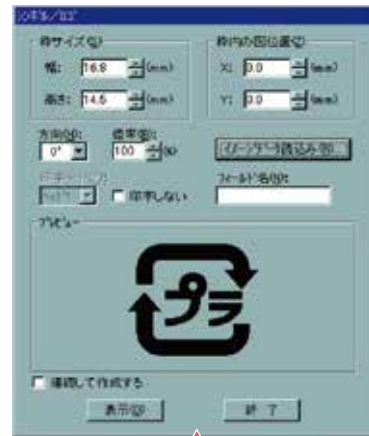 シンボル/ロゴ
枠サイズ(Q)
枠内の図位置(Z)
幅: 16.8 (mm)
X: 0.0 (mm)
高さ: 14.6 (mm)
Y: 0.0 (mm)
方向(D):
倍率(B):
0°
100
(%)
イメージデータ読込み(R)...
フィールド名(N):
印字しない
プレビュー
プラ
連続して作成する
表示(D)
終 了